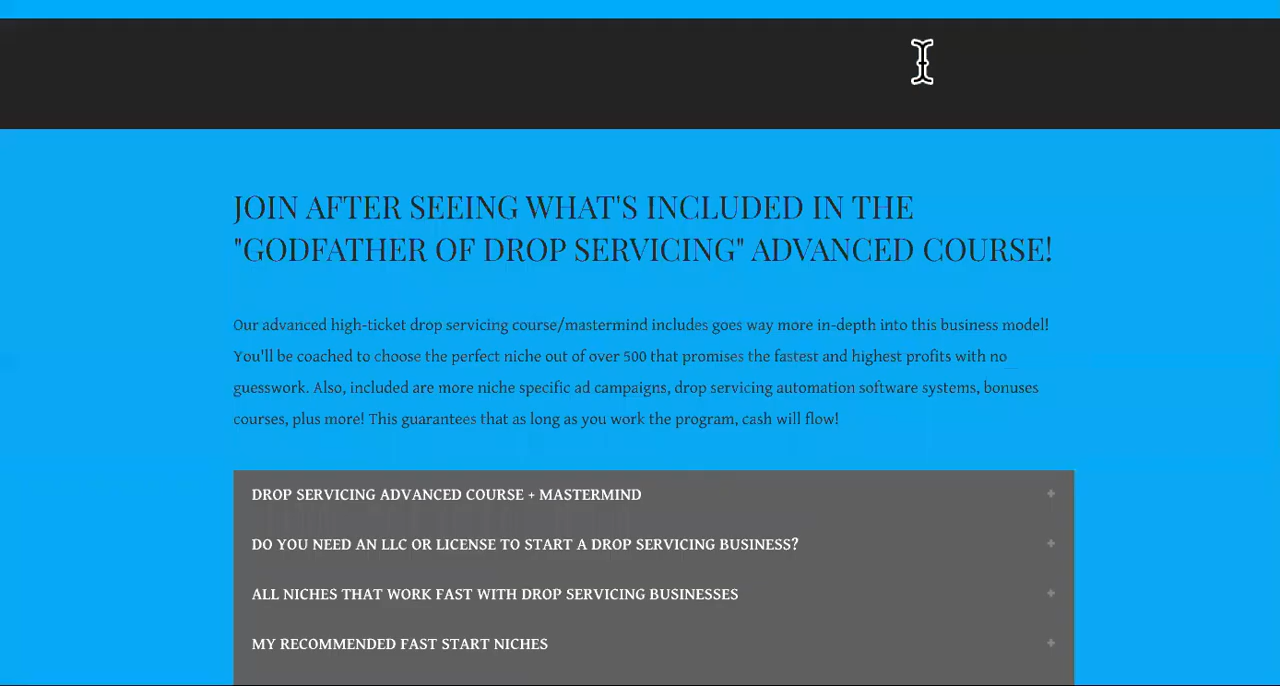 JOIN AFTER SEEING WHAT'S INCLUDED IN THE
"GODFATHER OF DROP SERVICING" ADVANCED COURSE!
Our advanced high-ticket drop servicing course/mastermind includes goes way more in-depth into this business model!
You'll be coached to choose the perfect niche out of over 500 that promises the fastest and highest profits with no
guesswork. Also, included are more niche specific ad campaigns, drop servicing automation software systems, bonuses
courses, plus more! This guarantees that as long as you work the program, cash will flow!
DROP SERVICING ADVANCED COURSE + MASTERMIND
DO YOU NEED AN LLC OR LICENSE TO START A DROP SERVICING BUSINESS?
ALL NICHES THAT WORK FAST WITH DROP SERVICING BUSINESSES
MY RECOMMENDED FAST START NICHES